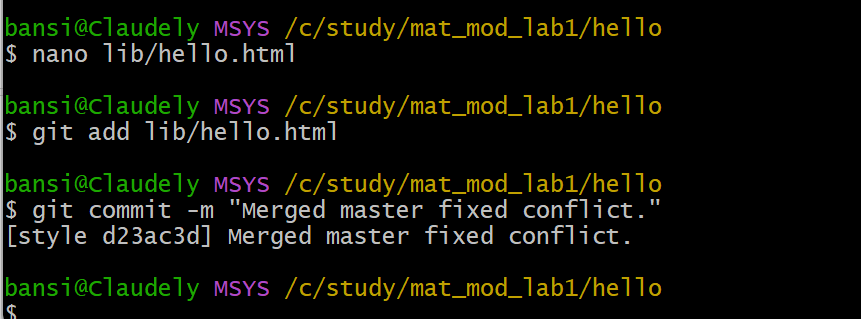 bansi@Claudely MSYS /c/study/mat_mod_lab1/hello
$ nano lib/hello.html
bansi@Claudely MSYS /c/study/mat_mod_lab1/hello
$ git add lib/hello.html
bansi@Claudely MSYS /c/study/mat_mod_lab1/hello
$ git commit -m "Merged master fixed conflict."
[style d23ac3d] Merged master fixed conflict.
bansi@Claudely MSYS /c/study/mat_mod_lab1/hello
$